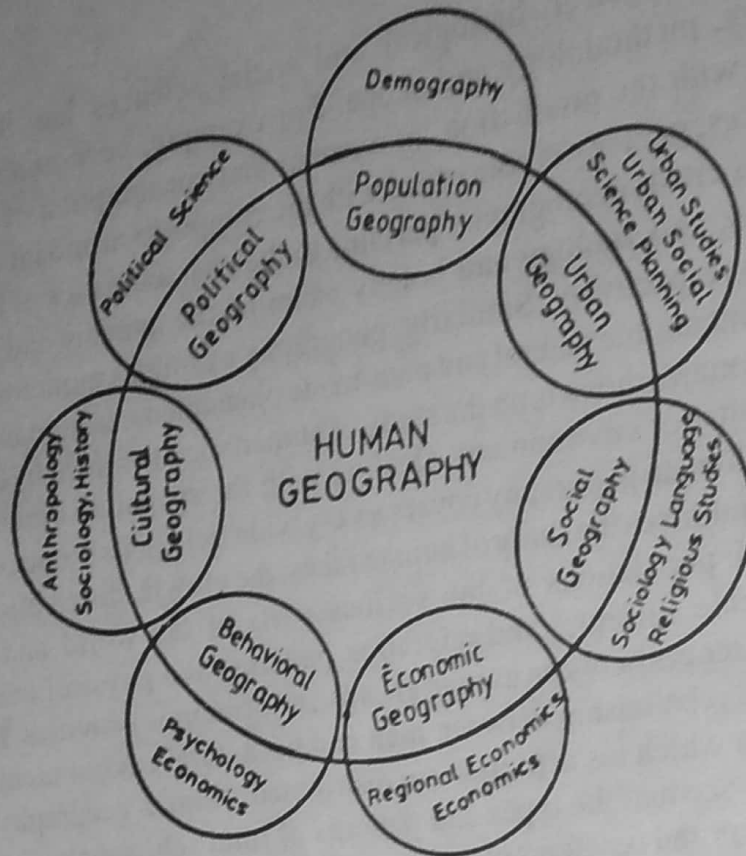 Demography
Population
Geography
Urban Studies
Urban Social
Science Planning
Urban
Geography
Social
Geography
Sociology Language
Religious Studies
Economic
Geography
Regional Economics
Economics
Behavioral
Geography
Psychology
Economics
Anthropology
Sociology, History
Cultural
Geography
Political Science
Political
Geography
HUMAN
GEOGRAPHY